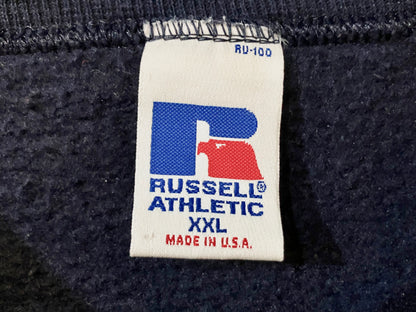 RU-100
R
RUSSELL®
ATHLETIC
XXL
MADE IN U.S.A.